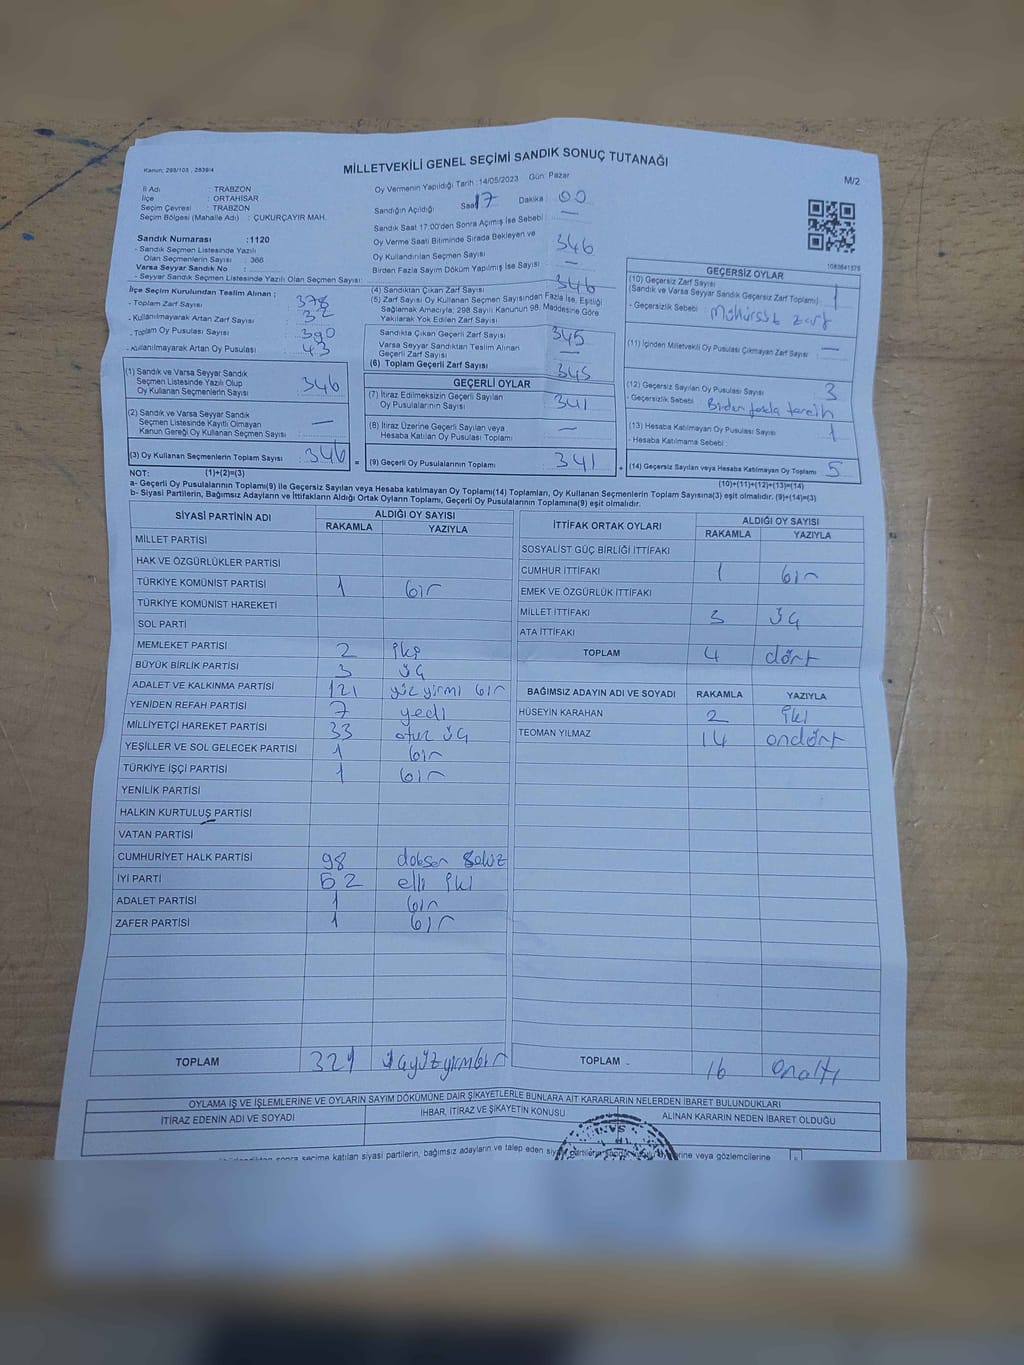 MİLLETVEKİLİ GENEL SEÇİMİ SANDIK SONUÇ TUTANAĞI
Kanun: 298/105 , 2839/4
M/2
İl Adı : TRABZON
İlçe : ORTAHİSAR
Seçim Çevresi : TRABZON
Seçim Bölgesi (Mahalle Adı) : ÇUKURÇAYIR MAH.
Sandık Numarası :1120
- Sandık Seçmen Listesinde Yazılı
Olan Seçmenlerin Sayısı : 366
Varsa Seyyar Sandık No :
- Seyyar Sandık Seçmen Listesinde Yazılı Olan Seçmen Sayısı:
İlçe Seçim Kurulundan Teslim Alınan ;
- Toplam Zarf Sayısı 378
- Kullanılmayarak Artan Zarf Sayısı 32
- Toplam Oy Pusulası Sayısı 390
- Kullanılmayarak Artan Oy Pusulası 43
Oy Vermenin Yapıldığı Tarih :14/05/2023 Gün: Pazar
Sandığın Açıldığı Saat 17 Dakika 00
Sandık Saat 17:00'den Sonra Açımış İse Sebebi —
Oy Verme Saati Bitiminde Sırada Bekleyen ve
Oy Kullandırılan Seçmen Sayısı 346
Birden Fazla Sayım Döküm Yapılmış İse Sayısı —
(4) Sandıktan Çıkan Zarf Sayısı 346
(5) Zarf Sayısı Oy Kullanan Seçmen Sayısından Fazla İse, Eşitliği
Sağlamak Amacıyla; 298 Sayılı Kanunun 98. Maddesine Göre
Yakılarak Yok Edilen Zarf Sayısı
Sandıkta Çıkan Geçerli Zarf Sayısı 345
Varsa Seyyar Sandıktan Teslim Alınan
Geçerli Zarf Sayısı —
(6) Toplam Geçerli Zarf Sayısı 345
(1) Sandık ve Varsa Seyyar Sandık
Seçmen Listesinde Yazılı Olup
Oy Kullanan Seçmenlerin Sayısı 346
(2) Sandık ve Varsa Seyyar Sandık
Seçmen Listesinde Kayıtlı Olmayan
Kanun Gereği Oy Kullanan Seçmen Sayısı —
(3) Oy Kullanan Seçmenlerin Toplam Sayısı 346
GEÇERLİ OYLAR
(7) İtiraz Edilmeksizin Geçerli Sayılan
Oy Pusulalarının Sayısı 341
(8) İtiraz Üzerine Geçerli Sayılan veya
Hesaba Katılan Oy Pusulası Toplamı —
= (9) Geçerli Oy Pusulalarının Toplamı 341
1083641375
GEÇERSİZ OYLAR
(10) Geçersiz Zarf Sayısı
(Sandık ve Varsa Seyyar Sandık Geçersiz Zarf Toplamı) 1
- Geçersizlik Sebebi : Mühürsüz zarf
(11) İçinden Milletvekili Oy Pusulası Çıkmayan Zarf Sayısı —
(12) Geçersiz Sayılan Oy Pusulası Sayısı 3
- Geçersizlik Sebebi : Birden fazla tercih
(13) Hesaba Katılmayan Oy Pusulası Sayısı 1
- Hesaba Katılmama Sebebi :
+ (14) Geçersiz Sayılan veya Hesaba Katılmayan Oy Toplamı 5
NOT: (1)+(2)=(3)
(10)+(11)+(12)+(13)=(14)
a- Geçerli Oy Pusulalarının Toplamı(9) ile Geçersiz Sayılan veya Hesaba katılmayan Oy Toplamı(14) Toplamları, Oy Kullanan Seçmenlerin Toplam Sayısına(3) eşit olmalıdır. (9)+(14)=(3)
b- Siyasi Partilerin, Bağımsız Adayların ve İttifakların Aldığı Ortak Oyların Toplamı, Geçerli Oy Pusulalarının Toplamına(9) eşit olmalıdır.
SİYASİ PARTİNİN ADI ALDIĞI OY SAYISI
RAKAMLA YAZIYLA
MİLLET PARTİSİ
HAK VE ÖZGÜRLÜKLER PARTİSİ
TÜRKİYE KOMÜNİST PARTİSİ 1 bir
TÜRKİYE KOMÜNİST HAREKETİ
SOL PARTİ
MEMLEKET PARTİSİ 2 iki
BÜYÜK BİRLİK PARTİSİ 3 üç
ADALET VE KALKINMA PARTİSİ 121 yüz yirmi bir
YENİDEN REFAH PARTİSİ 7 yedi
MİLLİYETÇİ HAREKET PARTİSİ 33 otuz üç
YEŞİLLER VE SOL GELECEK PARTİSİ 1 bir
TÜRKİYE İŞÇİ PARTİSİ 1 bir
YENİLİK PARTİSİ
HALKIN KURTULUŞ PARTİSİ
VATAN PARTİSİ
CUMHURİYET HALK PARTİSİ 98 doksan sekiz
İYİ PARTİ 52 elli iki
ADALET PARTİSİ 1 bir
ZAFER PARTİSİ 1 bir
TOPLAM 321 üçyüzyirmibir
İTTİFAK ORTAK OYLARI ALDIĞI OY SAYISI
RAKAMLA YAZIYLA
SOSYALİST GÜÇ BİRLİĞİ İTTİFAKI
CUMHUR İTTİFAKI 1 bir
EMEK VE ÖZGÜRLÜK İTTİFAKI
MİLLET İTTİFAKI 3 üç
ATA İTTİFAKI
TOPLAM 4 dört
BAĞIMSIZ ADAYIN ADI VE SOYADI RAKAMLA YAZIYLA
HÜSEYİN KARAHAN 2 iki
TEOMAN YILMAZ 14 ondört
TOPLAM 16 onaltı
OYLAMA İŞ VE İŞLEMLERİNE VE OYLARIN SAYIM DÖKÜMÜNE DAİR ŞİKAYETLERLE BUNLARA AİT KARARLARIN NELERDEN İBARET BULUNDUKLARI
İTİRAZ EDENİN ADI VE SOYADI İHBAR, İTİRAZ VE ŞİKAYETİN KONUSU ALINAN KARARIN NEDEN İBARET OLDUĞU
sonra seçime katılan siyasi partilerin, bağımsız adayların ve talep eden veya gözlemcilerine